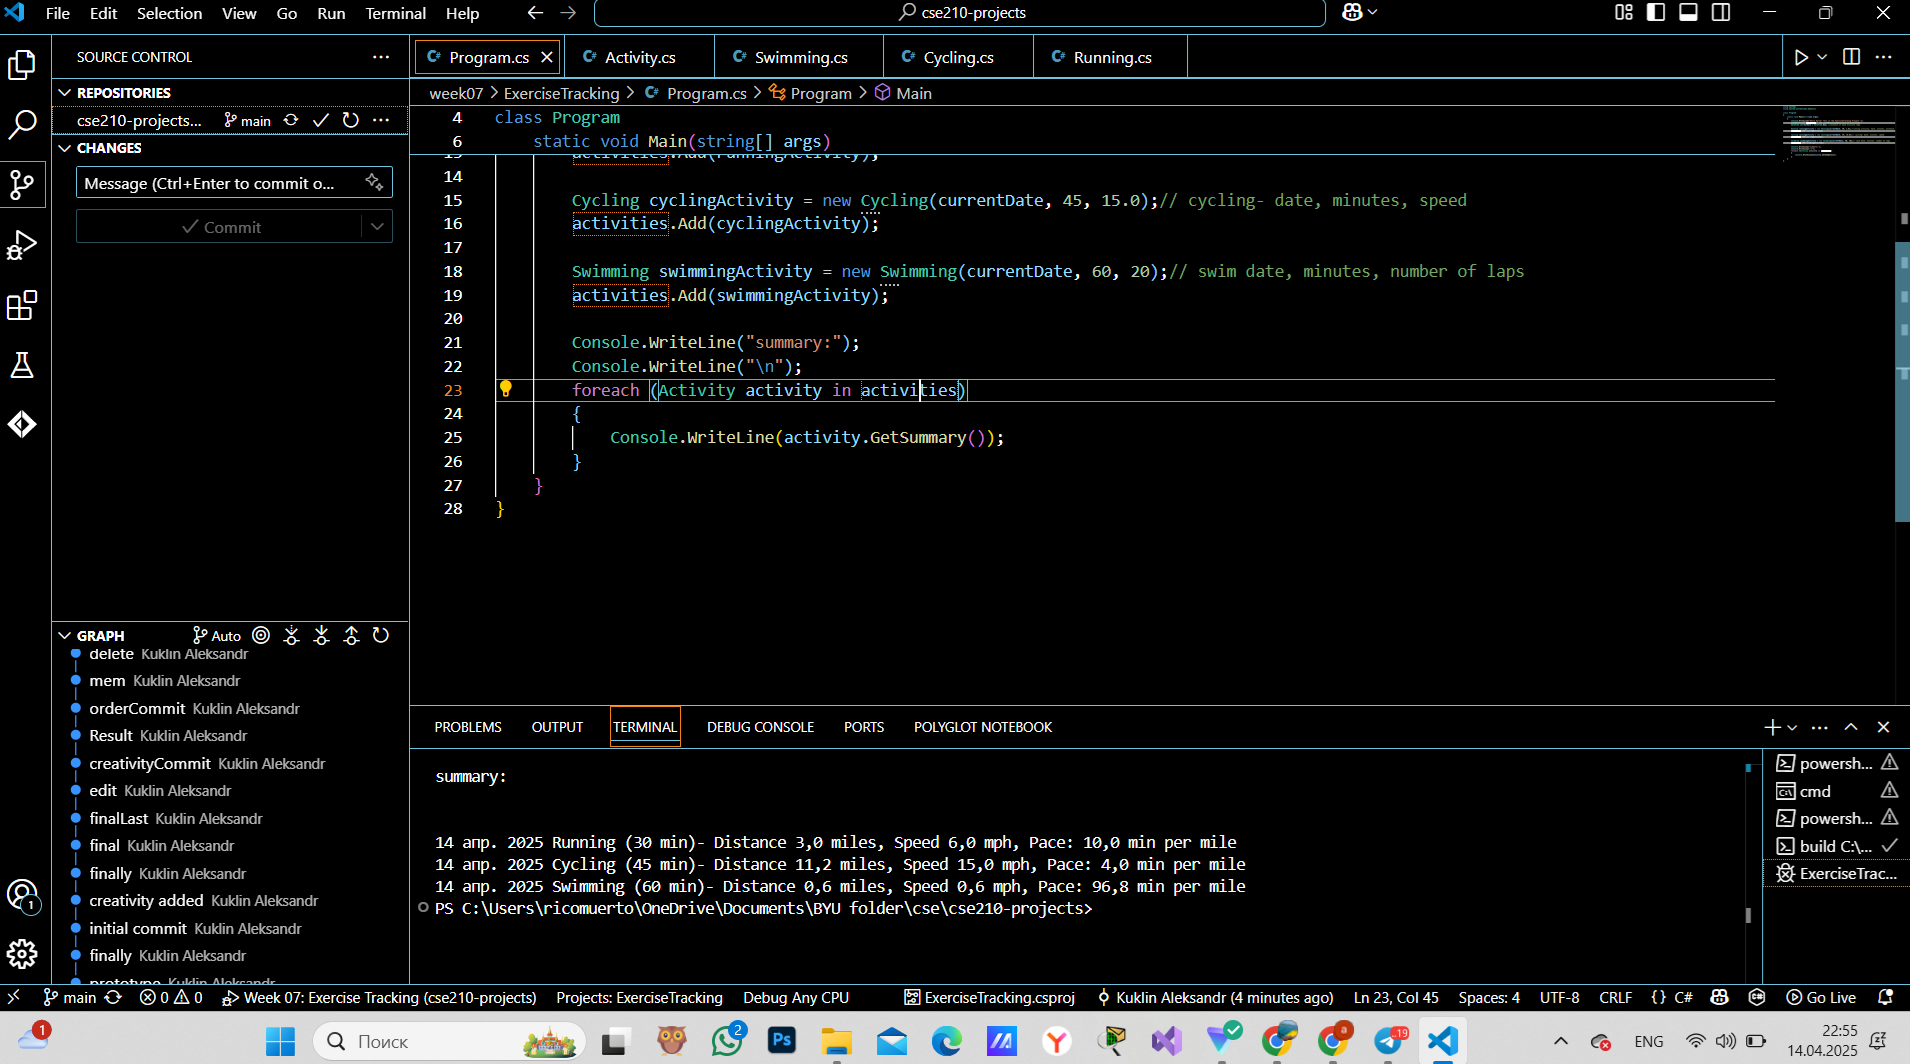 File Edit Selection View Go Run Terminal Help cse210-projects
SOURCE CONTROL
Program.cs Activity.cs Swimming.cs Cycling.cs Running.cs
REPOSITORIES
cse210-projects... main
CHANGES
Message (Ctrl+Enter to commit o...
Commit
week07 > ExerciseTracking > Program.cs > Program > Main
4 class Program
6 static void Main(string[] args)
activities.Add(runningActivity);
14
15 Cycling cyclingActivity = new Cycling(currentDate, 45, 15.0);// cycling- date, minutes, speed
16 activities.Add(cyclingActivity);
17
18 Swimming swimmingActivity = new Swimming(currentDate, 60, 20);// swim date, minutes, number of laps
19 activities.Add(swimmingActivity);
20
21 Console.WriteLine("summary:");
22 Console.WriteLine("\n");
23 foreach (Activity activity in activities)
24 {
25 Console.WriteLine(activity.GetSummary());
26 }
27 }
28 }
GRAPH Auto
delete Kuklin Aleksandr
mem Kuklin Aleksandr
orderCommit Kuklin Aleksandr
Result Kuklin Aleksandr
creativityCommit Kuklin Aleksandr
edit Kuklin Aleksandr
finalLast Kuklin Aleksandr
final Kuklin Aleksandr
finally Kuklin Aleksandr
creativity added Kuklin Aleksandr
initial commit Kuklin Aleksandr
finally Kuklin Aleksandr
prototype Kuklin Aleksandr
PROBLEMS OUTPUT TERMINAL DEBUG CONSOLE PORTS POLYGLOT NOTEBOOK
summary:
14 апр. 2025 Running (30 min)- Distance 3,0 miles, Speed 6,0 mph, Pace: 10,0 min per mile
14 апр. 2025 Cycling (45 min)- Distance 11,2 miles, Speed 15,0 mph, Pace: 4,0 min per mile
14 апр. 2025 Swimming (60 min)- Distance 0,6 miles, Speed 0,6 mph, Pace: 96,8 min per mile
PS C:\Users\ricomuerto\OneDrive\Documents\BYU folder\cse\cse210-projects>
powersh...
cmd
powersh...
build C:\...
ExerciseTrac...
1
main 0 0 Week 07: Exercise Tracking (cse210-projects) Projects: ExerciseTracking Debug Any CPU ExerciseTracking.csproj Kuklin Aleksandr (4 minutes ago) Ln 23, Col 45 Spaces: 4 UTF-8 CRLF {} C# Go Live
1 Поиск 2 Ps a 19 ENG 22:55
14.04.2025